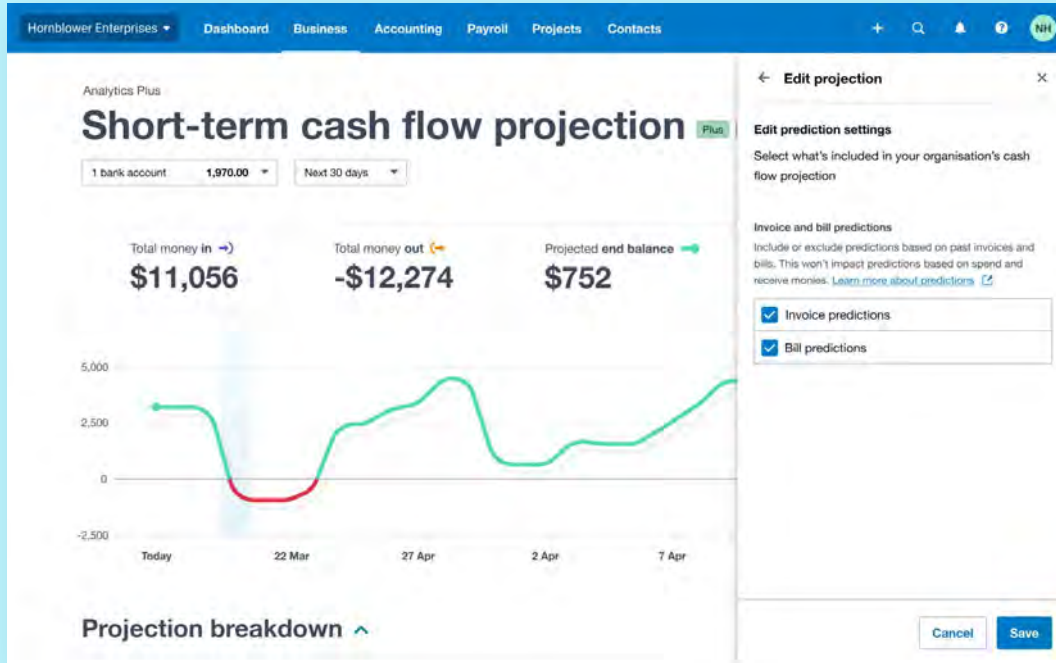 Hornblower Enterprises Dashboard Business Accounting Payroll Projects Contacts NH
Analytics Plus
Short-term cash flow projection Plus
1 bank account 1,970.00 Next 30 days
Total money in Total money out Projected end balance
$11,056 -$12,274 $752
5,000
2,500
0
-2,500
Today 22 Mar 27 Apr 2 Apr 7 Apr
Projection breakdown
Edit projection
Edit prediction settings
Select what's included in your organisation's cash
flow projection
Invoice and bill predictions
Include or exclude predictions based on past invoices and
bills. This won't impact predictions based on spend and
receive monies. Learn more about predictions
Invoice predictions
Bill predictions
Cancel Save